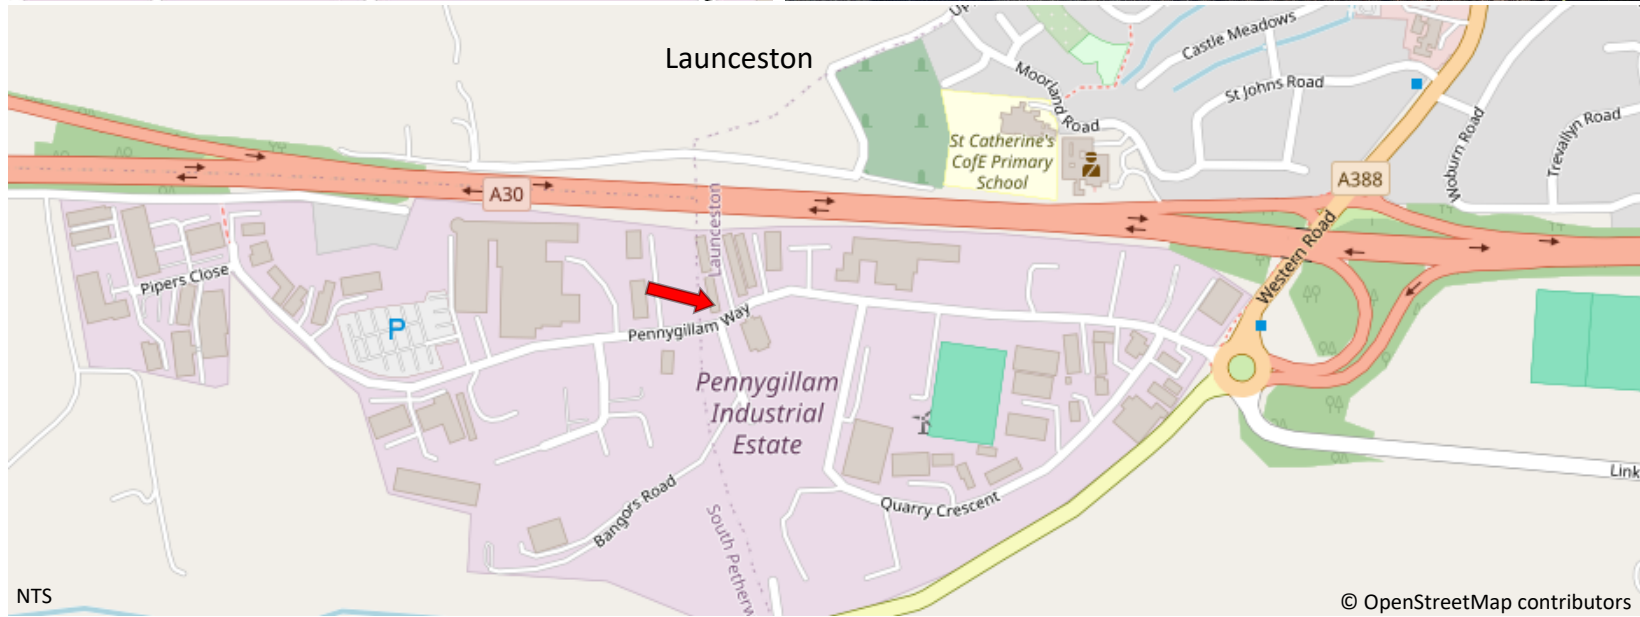 Launceston
Castle Meadows
Moorland Road
St Johns Road
Woburn Road
Trevallyn Road
St Catherine's
CofE Primary
School
A30
A388
Launceston
Western Road
Pipers Close
P
Pennygillam Way
Pennygillam
Industrial
Estate
Bangors Road
Quarry Crescent
South Petherw
Link
NTS
© OpenStreetMap contributors